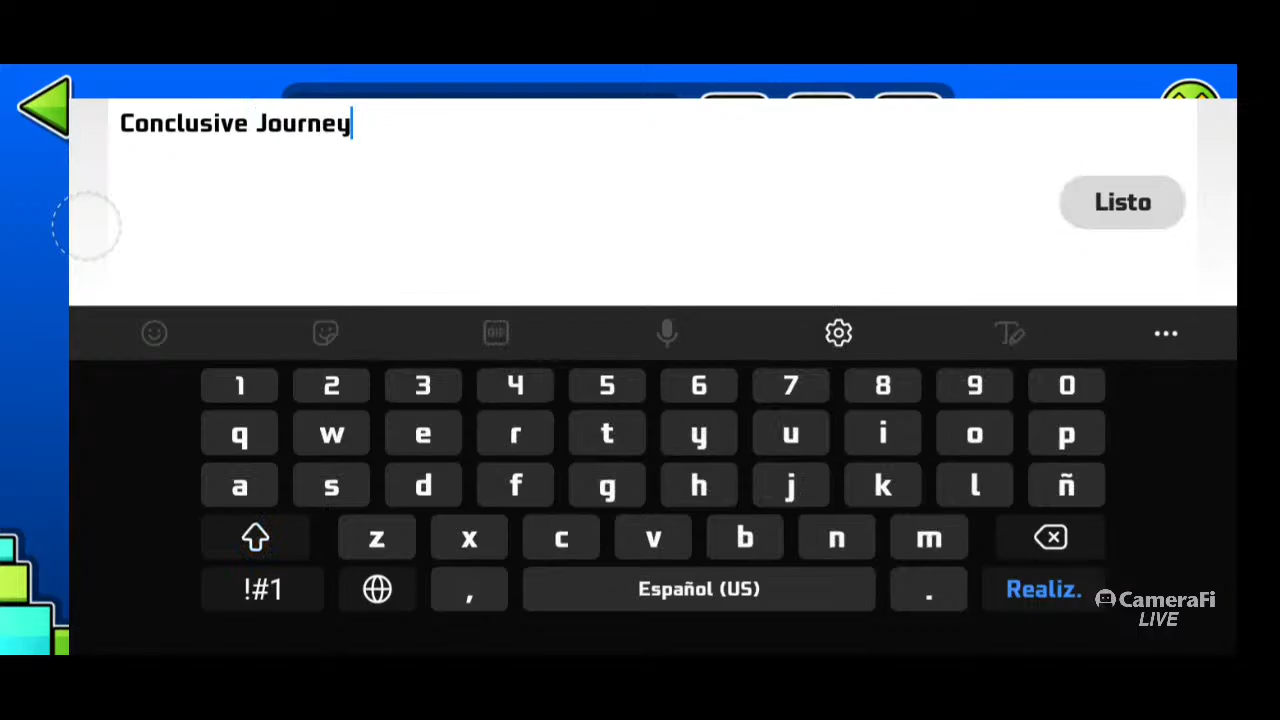 Conclusive Journey
Listo
GIF
1 2 3 4 5 6 7 8 9 0
q w e r t y u i o p
a s d f g h j k l ñ
z x c v b n m
!#1 , Español (US) . Realiz.
CameraFi
LIVE